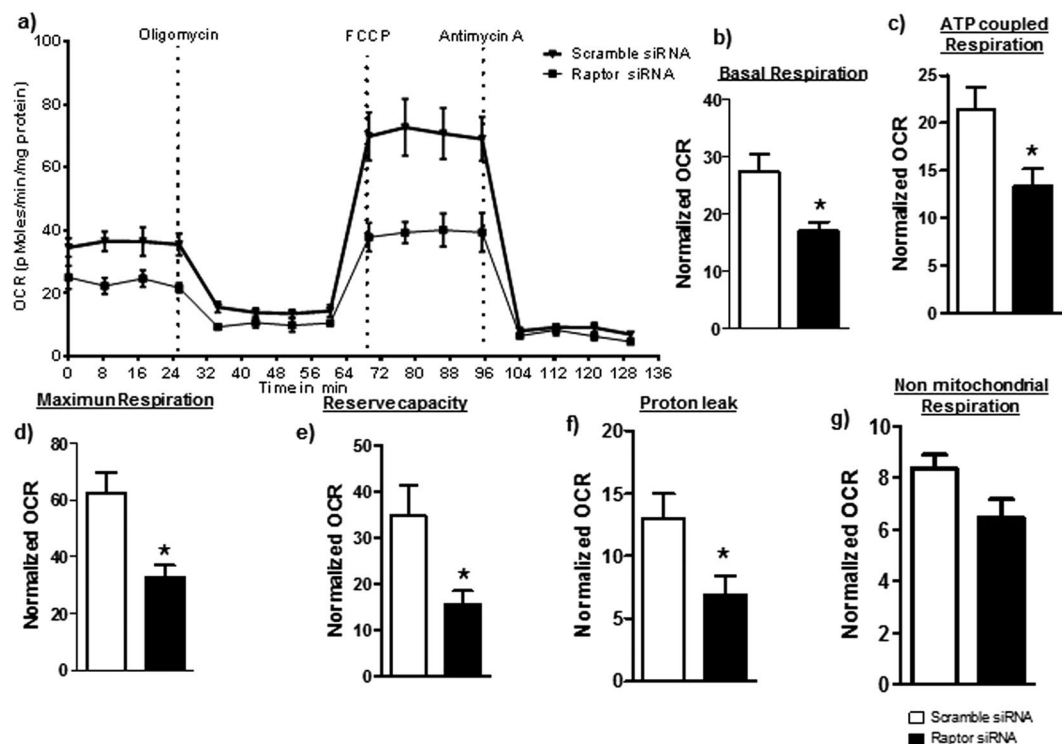 a)
Oligomycin
FCCP
Antimycin A
Scramble siRNA
Raptor siRNA
OCR (pMoles/min/mg protein)
100
80
60
40
20
0
0 8 16 24 32 40 48 56 64 72 80 88 96 104 112 120 128 136
Time in min
b)
Basal Respiration
Normalized OCR
40
30
20
10
0
*
c)
ATP coupled
Respiration
Normalized OCR
25
20
15
10
5
0
*
d)
Maximun Respiration
Normalized OCR
80
60
40
20
0
*
e)
Reserve capacity
Normalized OCR
50
40
30
20
10
0
*
f)
Proton leak
Normalized OCR
20
15
10
5
0
*
g)
Non mitochondrial
Respiration
Normalized OCR
10
8
6
4
2
0
Scramble siRNA
Raptor siRNA